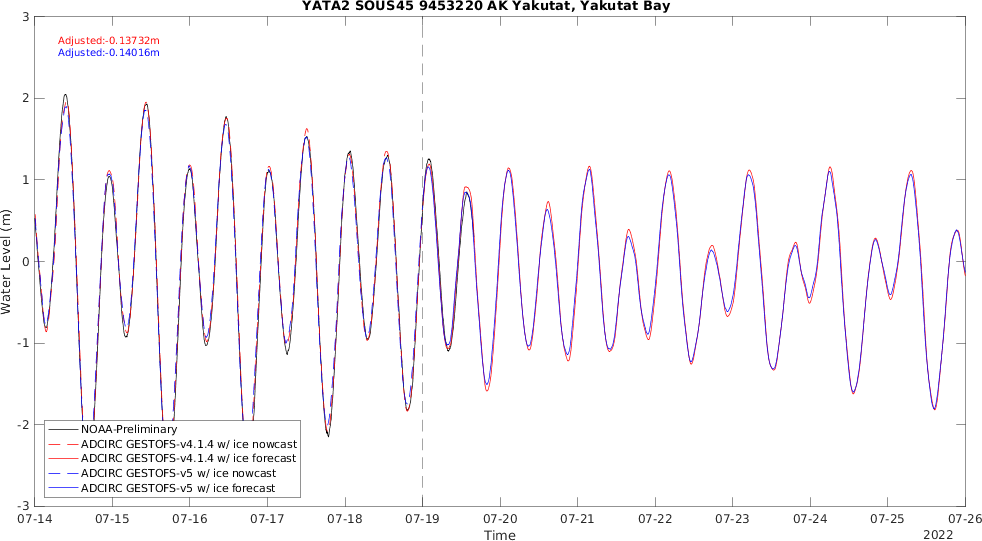 YATA2 SOUS45 9453220 AK Yakutat, Yakutat Bay
3
Adjusted:-0.13732m
Adjusted:-0.14016m
2
1
0
-1
-2
-3
Water Level (m)
NOAA-Preliminary
ADCIRC GESTOFS-v4.1.4 w/ ice nowcast
ADCIRC GESTOFS-v4.1.4 w/ ice forecast
ADCIRC GESTOFS-v5 w/ ice nowcast
ADCIRC GESTOFS-v5 w/ ice forecast
07-14 07-15 07-16 07-17 07-18 07-19 07-20 07-21 07-22 07-23 07-24 07-25 07-26
Time
2022